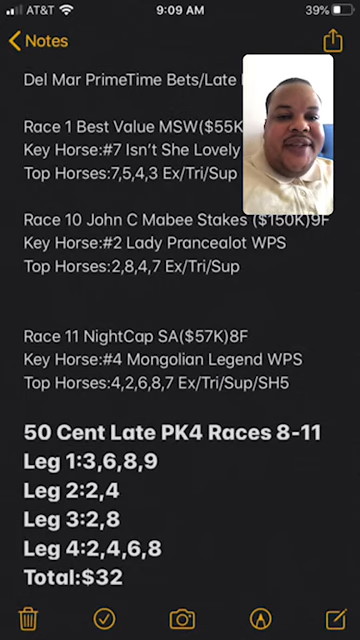 AT&T 9:09 AM 39%
Notes
Del Mar PrimeTime Bets/Late
Race 1 Best Value MSW($55K
Key Horse:#7 Isn't She Lovely
Top Horses:7,5,4,3 Ex/Tri/Sup
Race 10 John C Mabee Stakes ($150K)9F
Key Horse:#2 Lady Prancealot WPS
Top Horses:2,8,4,7 Ex/Tri/Sup
Race 11 NightCap SA($57K)8F
Key Horse:#4 Mongolian Legend WPS
Top Horses:4,2,6,8,7 Ex/Tri/Sup/SH5
50 Cent Late PK4 Races 8-11
Leg 1:3,6,8,9
Leg 2:2,4
Leg 3:2,8
Leg 4:2,4,6,8
Total:$32